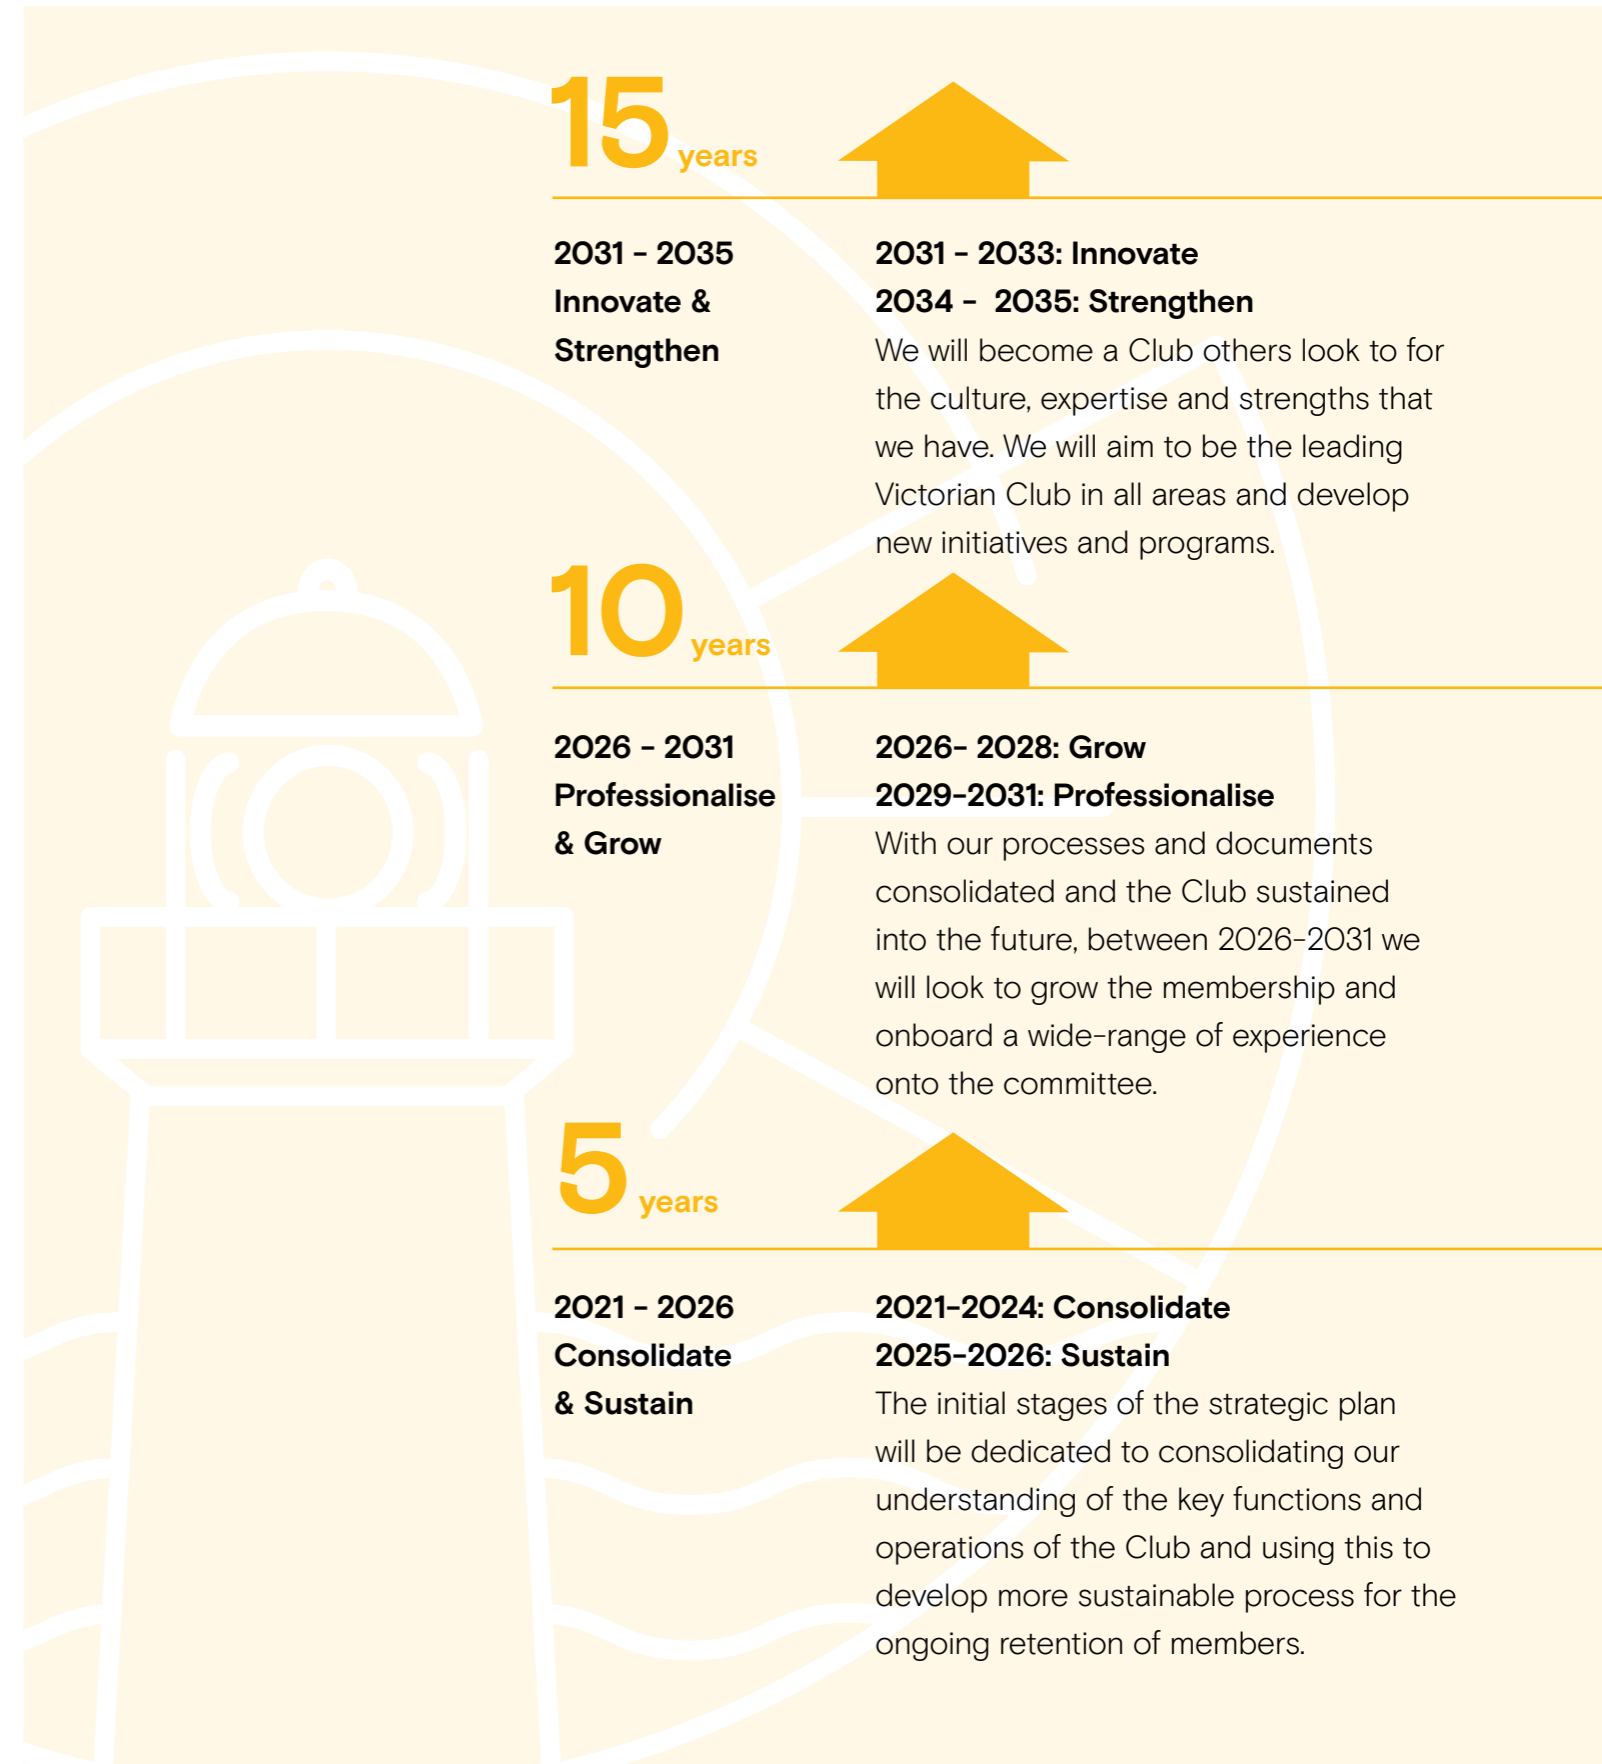 15 years
2031 - 2035
Innovate &
Strengthen
2031 - 2033: Innovate
2034 -  2035: Strengthen
We will become a Club others look to for
the culture, expertise and strengths that
we have. We will aim to be the leading
Victorian Club in all areas and develop
new initiatives and programs.
10 years
2026 - 2031
Professionalise
& Grow
2026- 2028: Grow
2029-2031: Professionalise
With our processes and documents
consolidated and the Club sustained
into the future, between 2026-2031 we
will look to grow the membership and
onboard a wide-range of experience
onto the committee.
5 years
2021 - 2026
Consolidate
& Sustain
2021-2024: Consolidate
2025-2026: Sustain
The initial stages of the strategic plan
will be dedicated to consolidating our
understanding of the key functions and
operations of the Club and using this to
develop more sustainable process for the
ongoing retention of members.